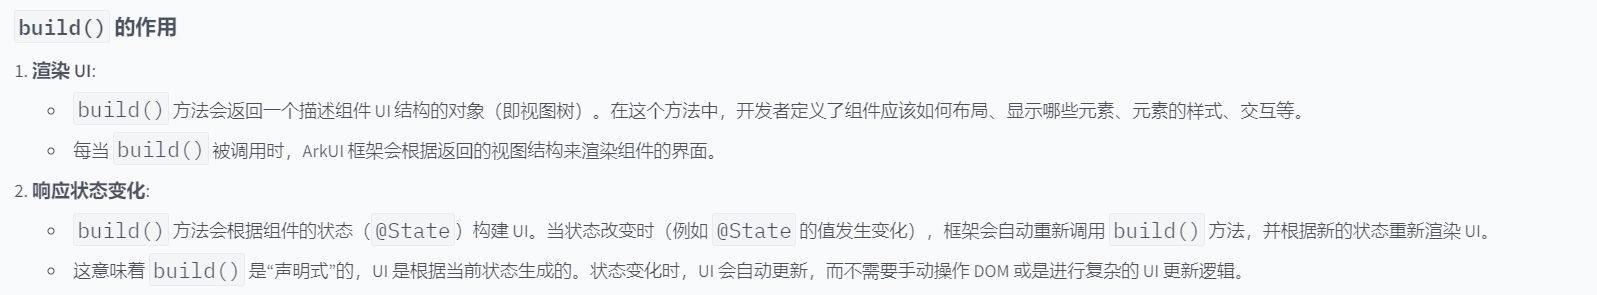 build() 的作用
1. 渲染 UI:
build() 方法会返回一个描述组件 UI 结构的对象（即视图树）。在这个方法中，开发者定义了组件应该如何布局、显示哪些元素、元素的样式、交互等。
每当 build() 被调用时，ArkUI 框架会根据返回的视图结构来渲染组件的界面。
2. 响应状态变化:
build() 方法会根据组件的状态（@State）构建 UI。当状态改变时（例如 @State 的值发生变化），框架会自动重新调用 build() 方法，并根据新的状态重新渲染 UI。
这意味着 build() 是“声明式”的，UI 是根据当前状态生成的。状态变化时，UI 会自动更新，而不需要手动操作 DOM 或是进行复杂的 UI 更新逻辑。